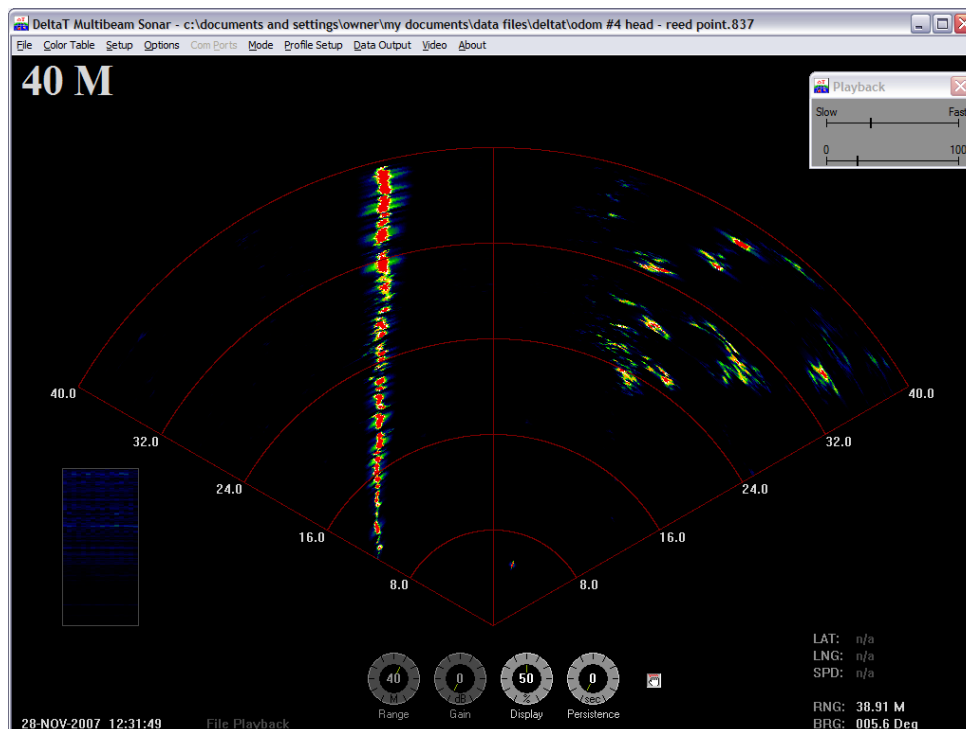 DeltaT Multibeam Sonar - c:\documents and settings\owner\my documents\data files\deltat\odom #4 head - reed point.837
File Color Table Setup Options Com Ports Mode Profile Setup Data Output Video About
40 M
Playback
Slow Fast
0 100
40.0 40.0
32.0 32.0
24.0 24.0
16.0 16.0
8.0 8.0
LAT: n/a
LNG: n/a
SPD: n/a
40 0 50 0
M dB % sec
Range Gain Display Persistence
RNG: 38.91 M
28-NOV-2007 12:31:49 File Playback BRG: 005.6 Deg